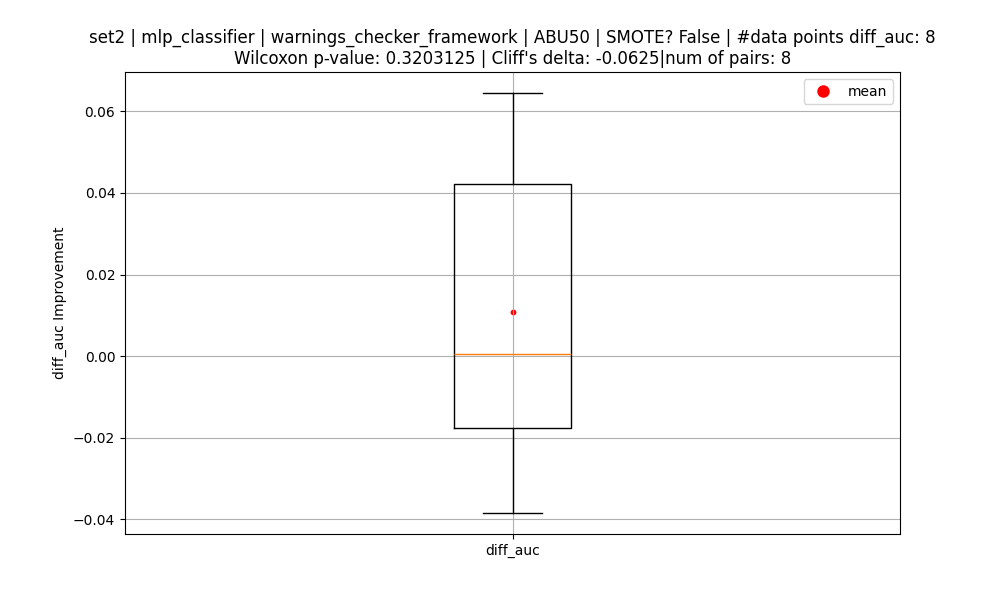 set2 | mlp_classifier | warnings_checker_framework | ABU50 | SMOTE? False | #data points diff_auc: 8
Wilcoxon p-value: 0.3203125 | Cliff's delta: -0.0625|num of pairs: 8
mean
0.06
0.04
0.02
0.00
−0.02
−0.04
diff_auc Improvement
diff_auc